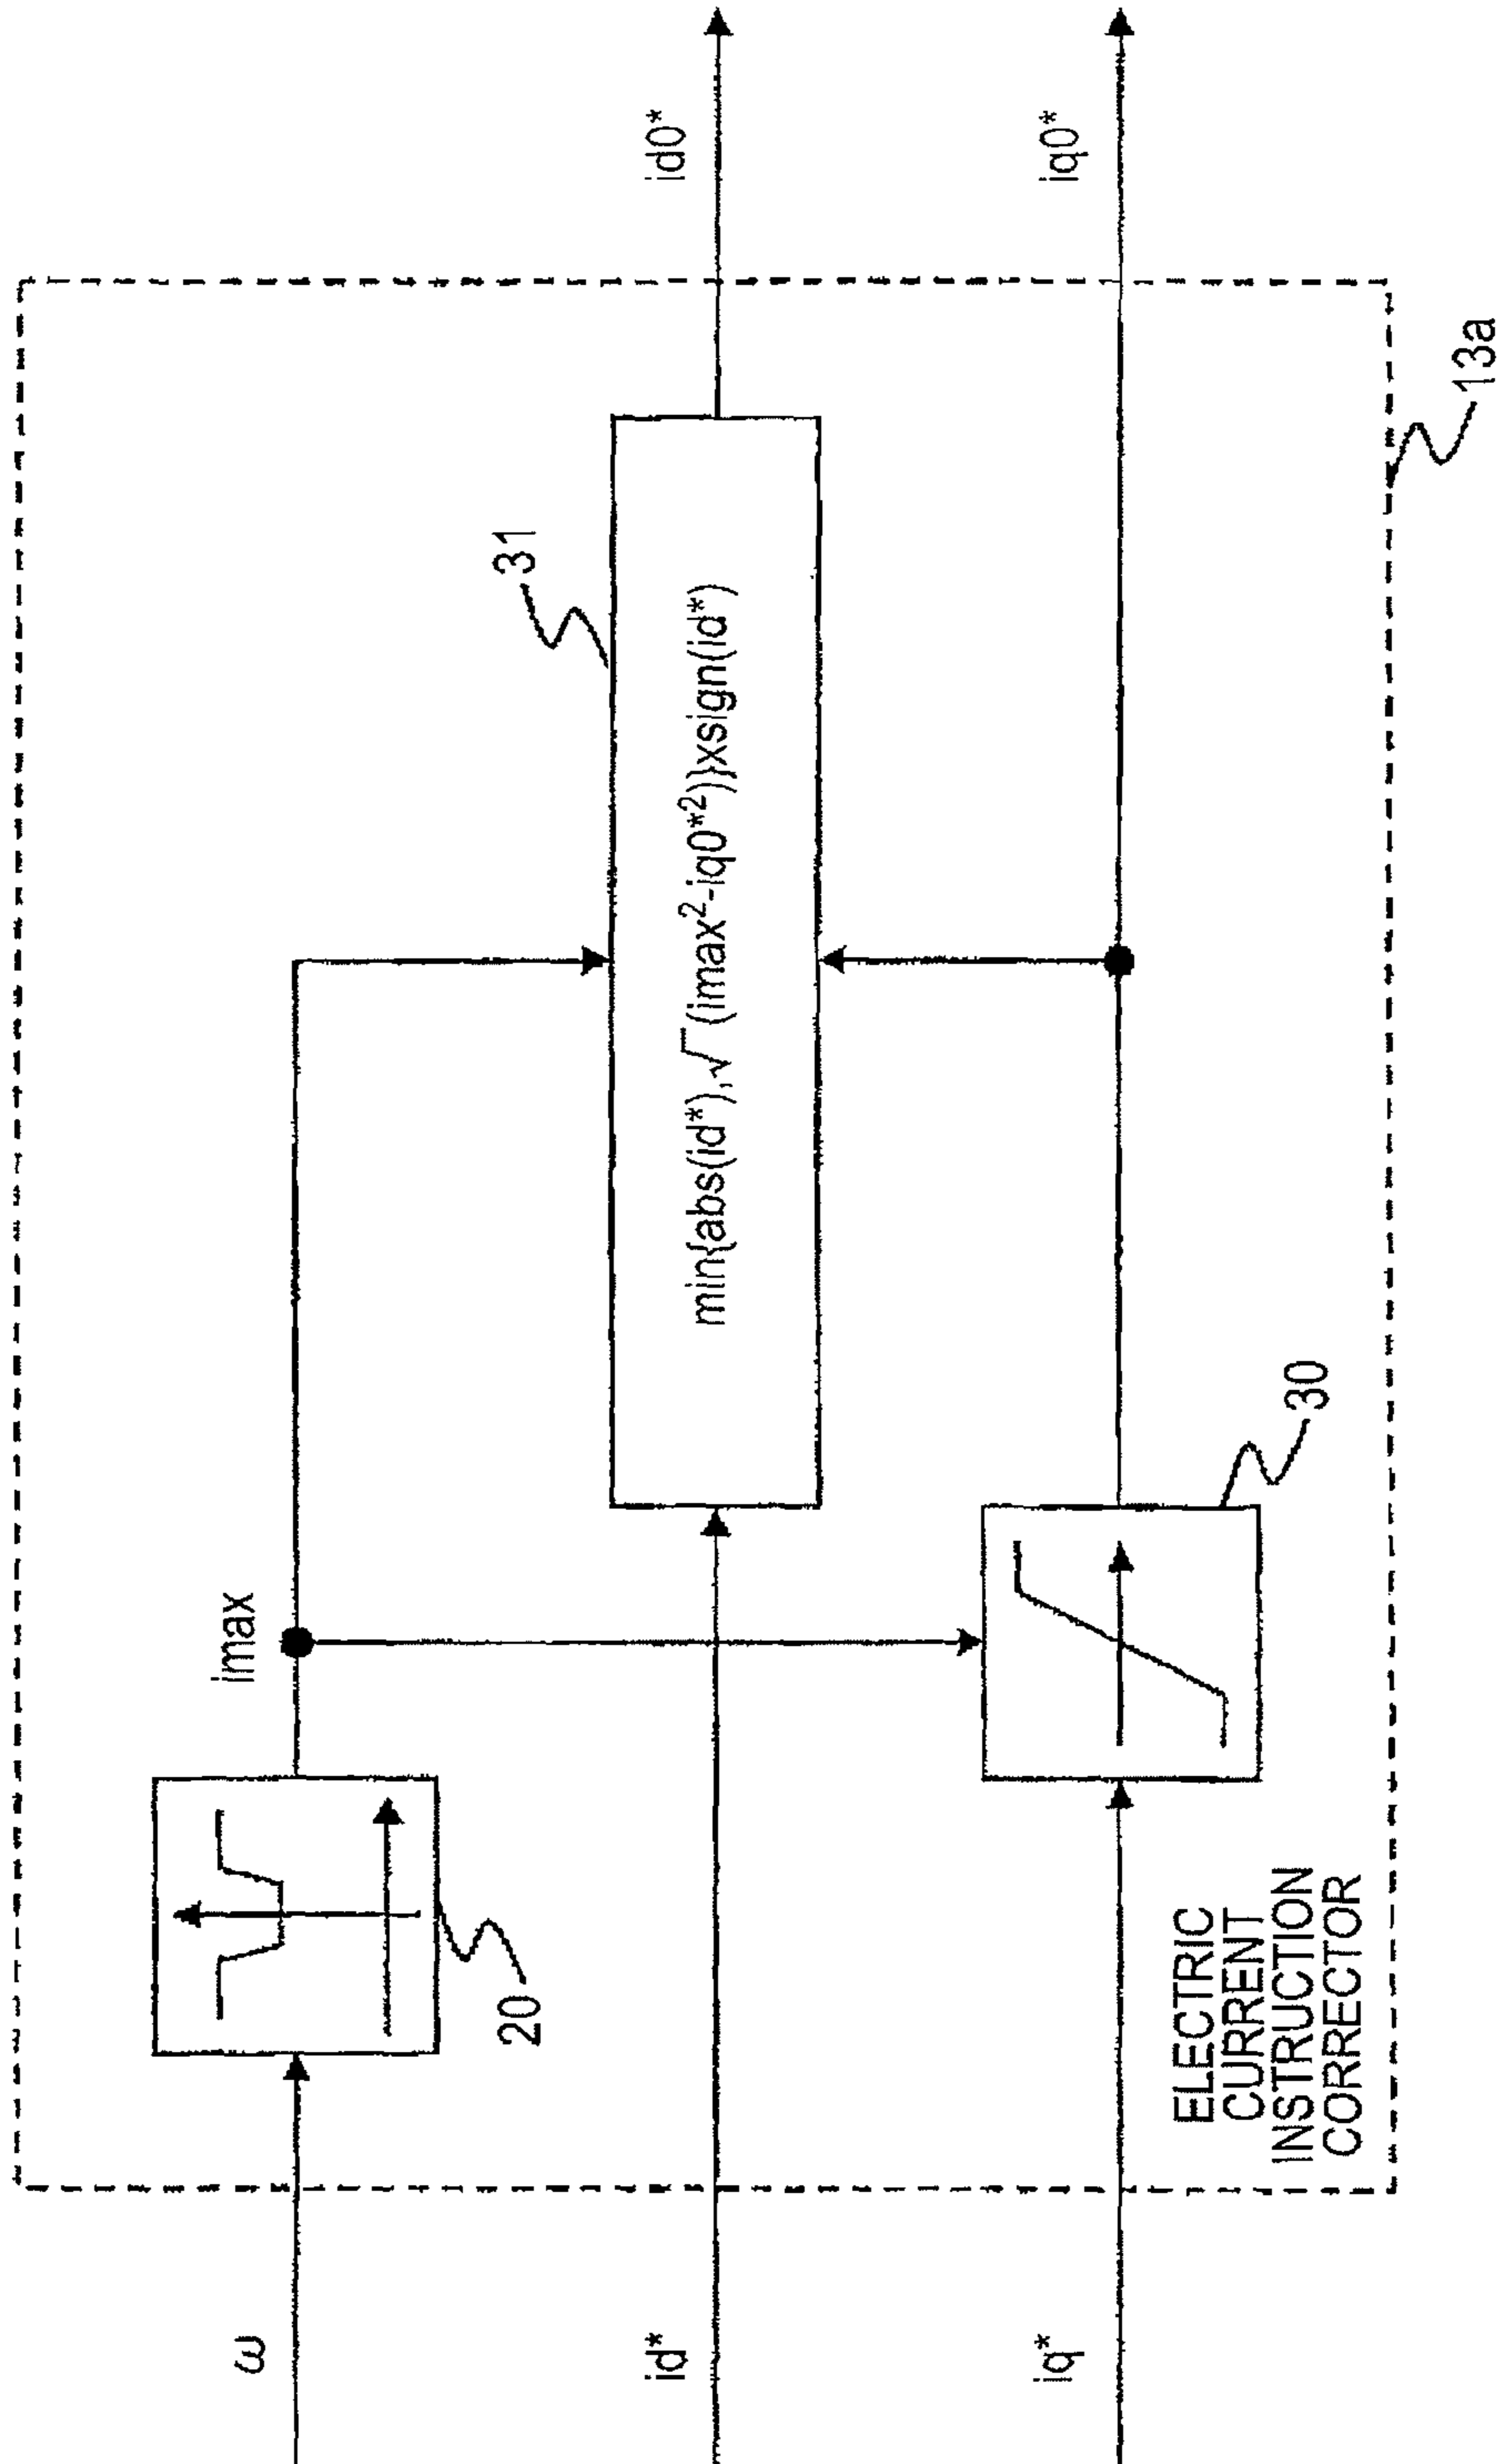 ω
id*
iq*
20
imax
30
31
min{abs(id*),√(imax²-iq0*²)}xsign(id*)
id0*
iq0*
ELECTRIC
CURRENT
INSTRUCTION
CORRECTOR
13a